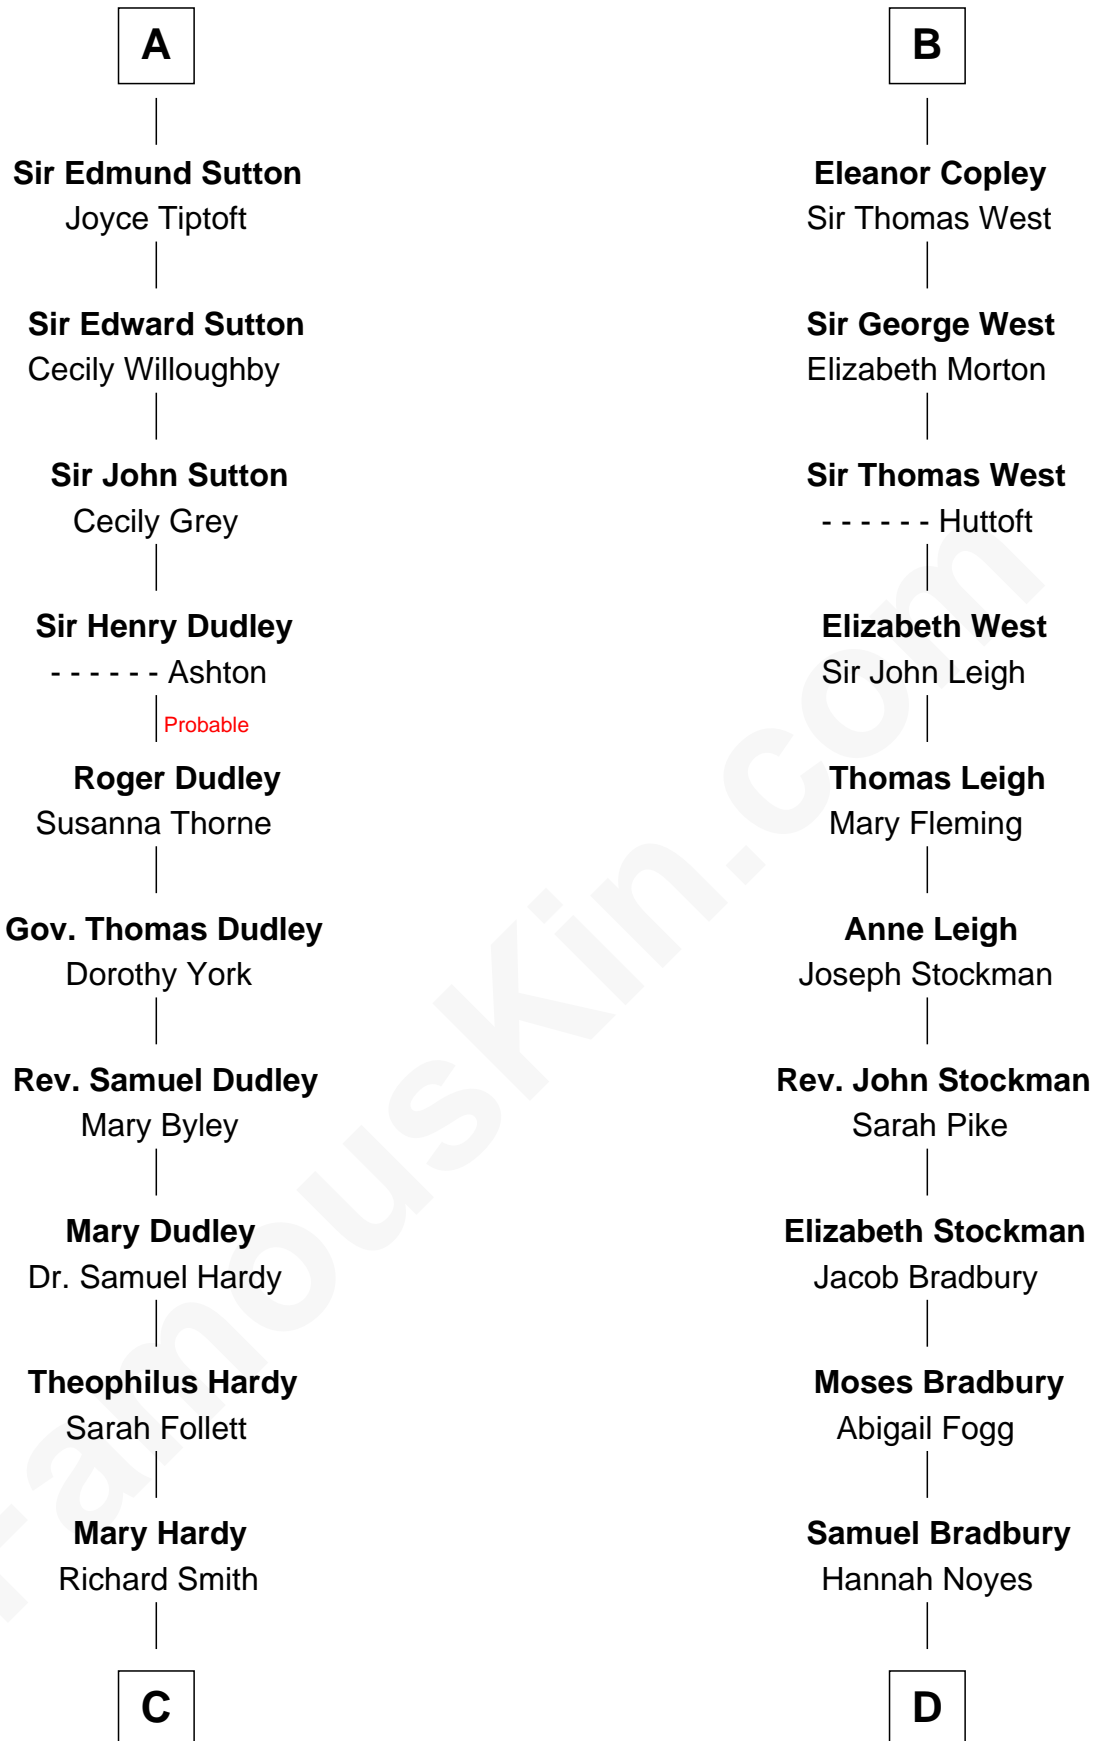 A
Sir Edmund Sutton
Joyce Tiptoft
Sir Edward Sutton
Cecily Willoughby
Sir John Sutton
Cecily Grey
Sir Henry Dudley
- - - - - - Ashton
Probable
Roger Dudley
Susanna Thorne
Gov. Thomas Dudley
Dorothy York
Rev. Samuel Dudley
Mary Byley
Mary Dudley
Dr. Samuel Hardy
Theophilus Hardy
Sarah Follett
Mary Hardy
Richard Smith
C
B
Eleanor Copley
Sir Thomas West
Sir George West
Elizabeth Morton
Sir Thomas West
- - - - - - Huttoft
Elizabeth West
Sir John Leigh
Thomas Leigh
Mary Fleming
Anne Leigh
Joseph Stockman
Rev. John Stockman
Sarah Pike
Elizabeth Stockman
Jacob Bradbury
Moses Bradbury
Abigail Fogg
Samuel Bradbury
Hannah Noyes
D
FamousKin.com